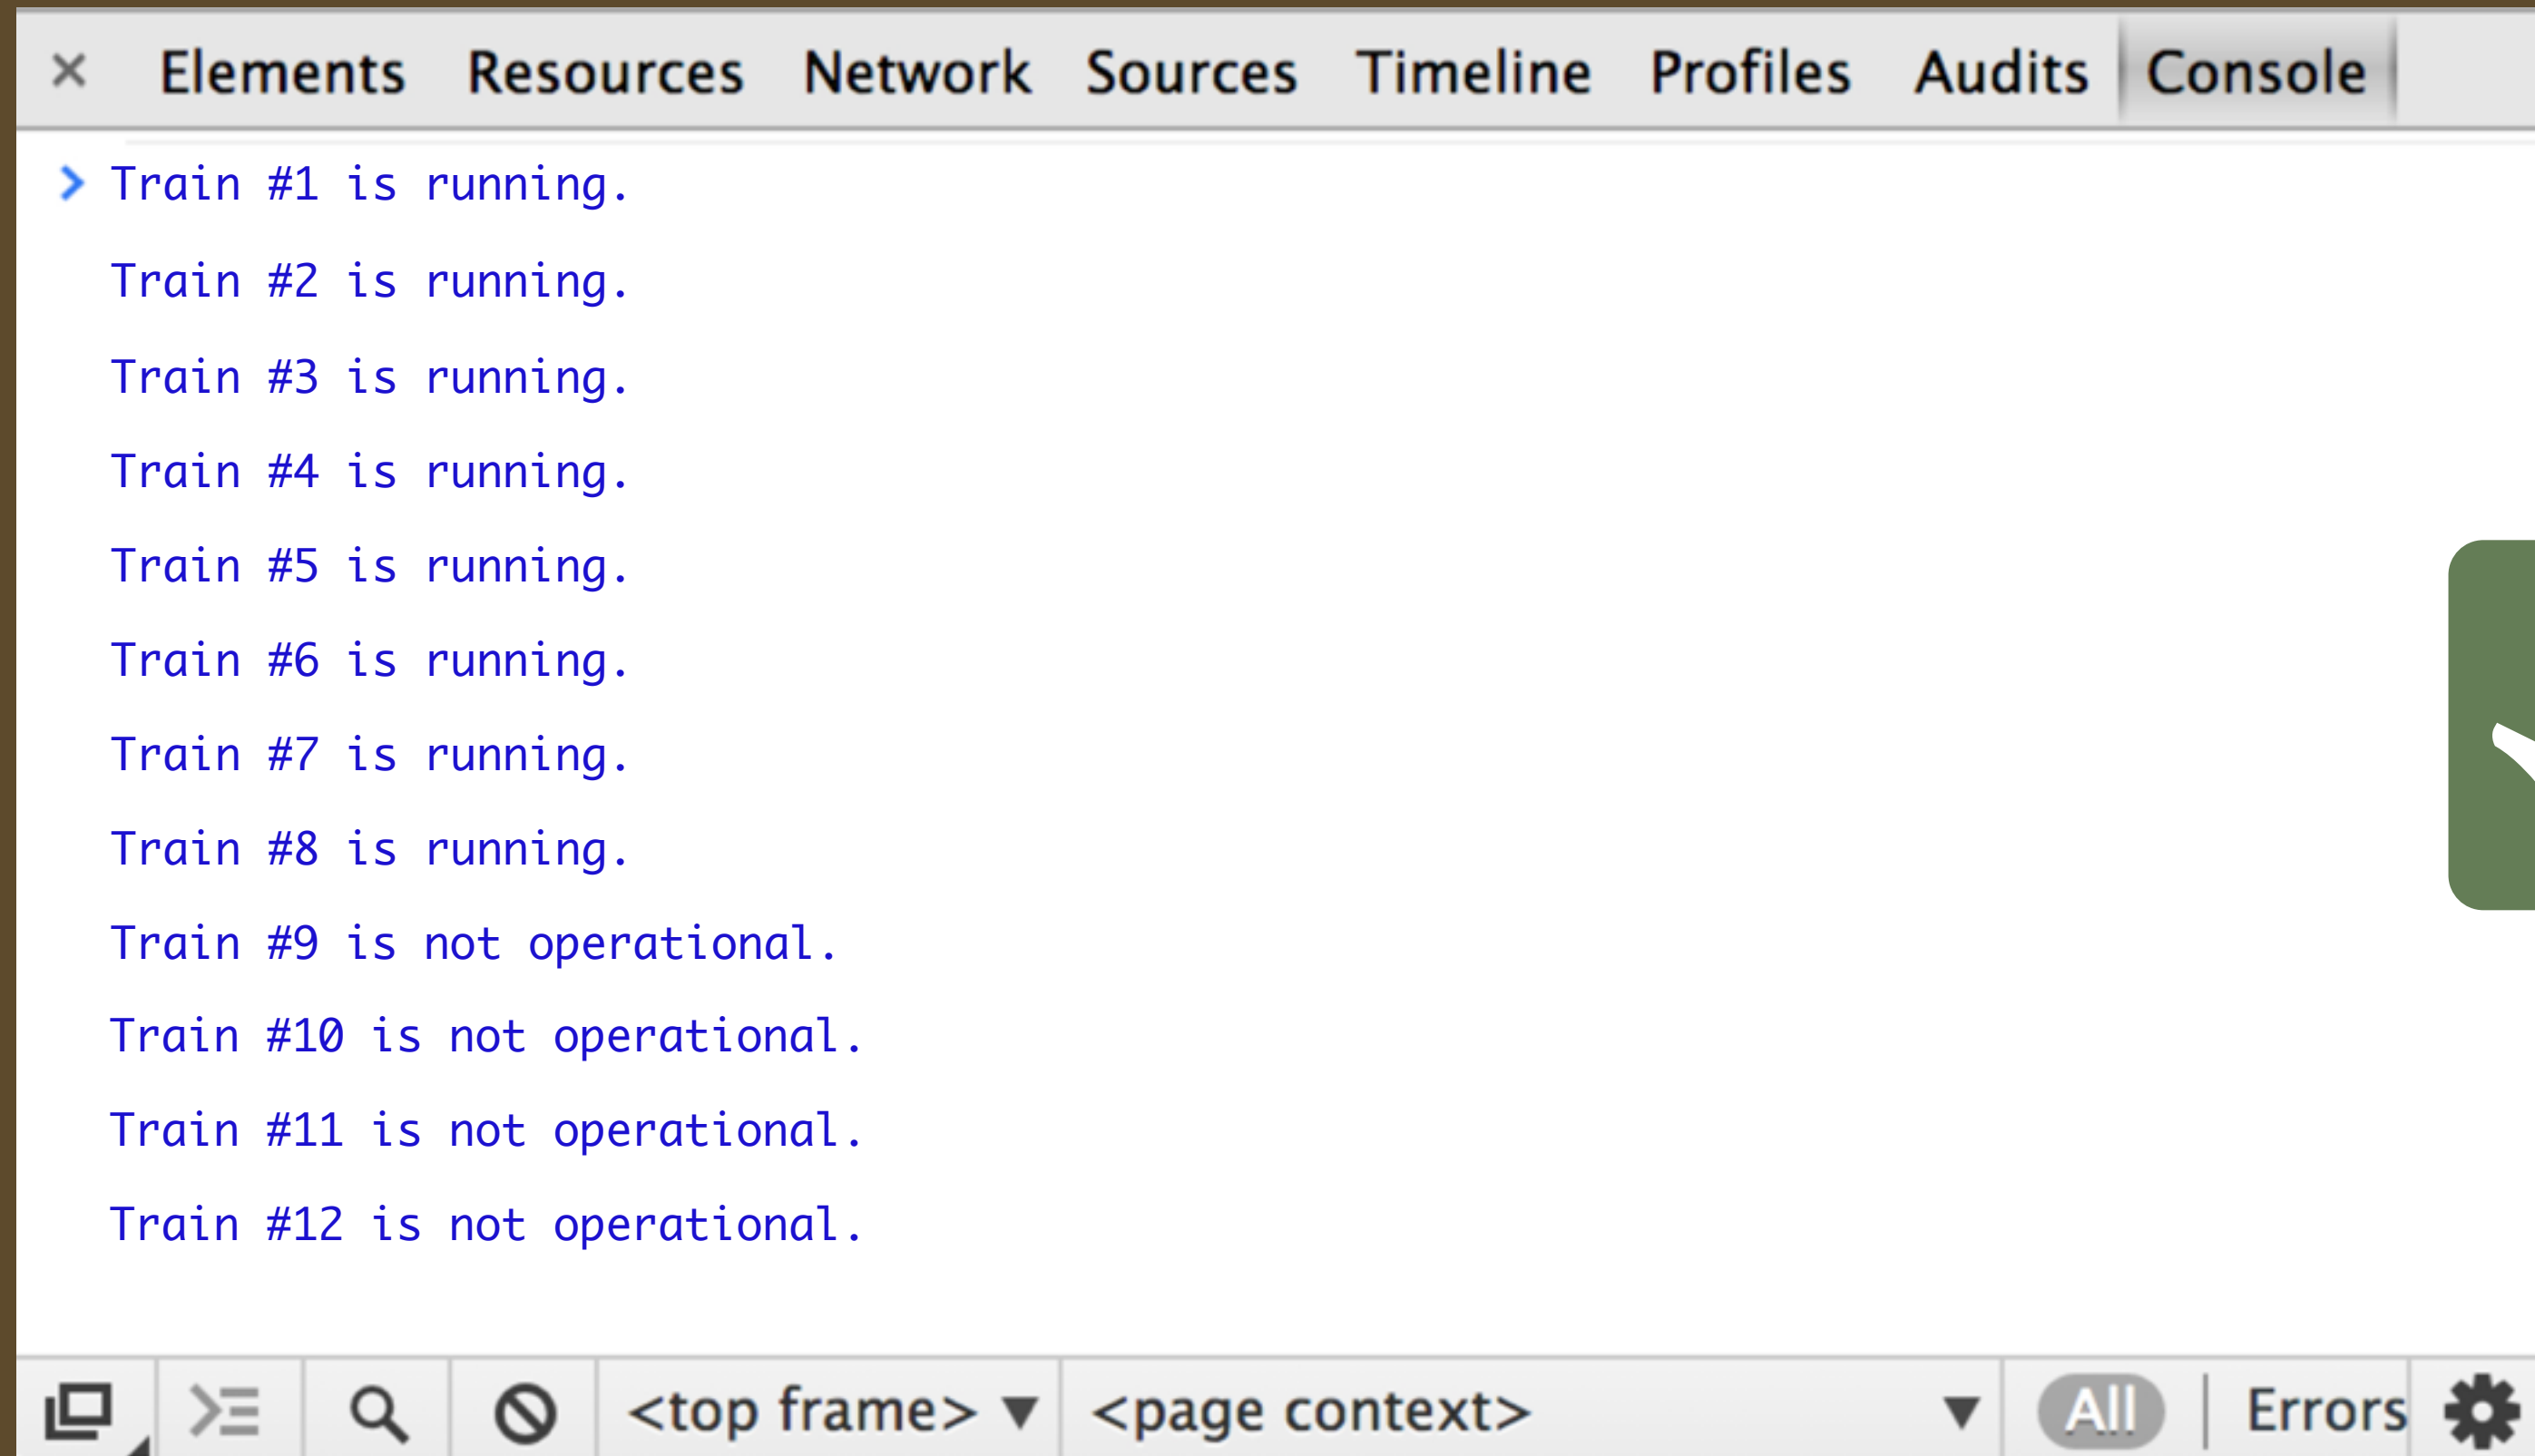 × Elements Resources Network Sources Timeline Profiles Audits Console
> Train #1 is running.
Train #2 is running.
Train #3 is running.
Train #4 is running.
Train #5 is running.
Train #6 is running.
Train #7 is running.
Train #8 is running.
Train #9 is not operational.
Train #10 is not operational.
Train #11 is not operational.
Train #12 is not operational.
<top frame> ▼ <page context> ▼ All | Errors